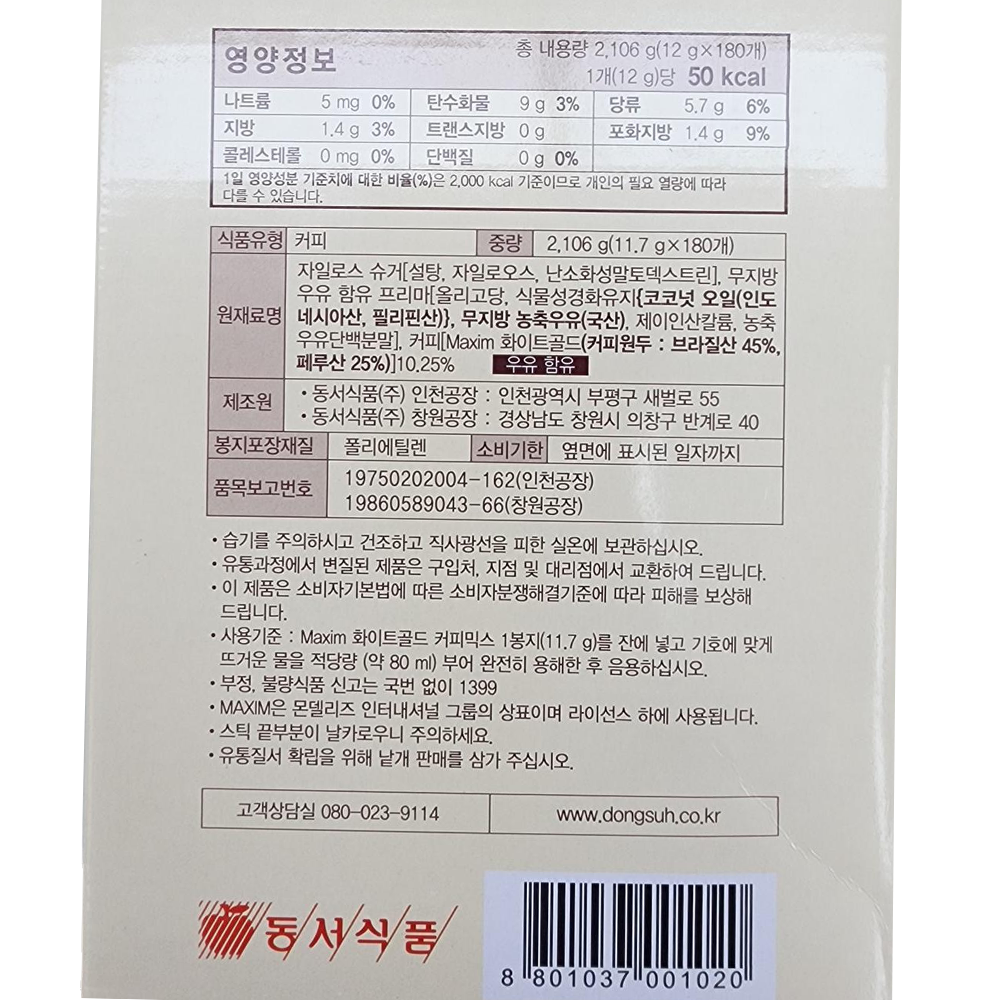 영양정보
총 내용량 2,106 g(12 g×180개)
1개(12 g)당 50 kcal
나트륨 5 mg 0% 탄수화물 9 g 3% 당류 5.7 g 6%
지방 1.4 g 3% 트랜스지방 0 g 포화지방 1.4 g 9%
콜레스테롤 0 mg 0% 단백질 0 g 0%
1일 영양성분 기준치에 대한 비율(%)은 2,000 kcal 기준이므로 개인의 필요 열량에 따라
다를 수 있습니다.
식품유형 커피 중량 2,106 g(11.7 g×180개)
원재료명
자일로스 슈거[설탕, 자일로오스, 난소화성말토덱스트린], 무지방
우유 함유 프리마[올리고당, 식물성경화유지{코코넛 오일(인도
네시아산, 필리핀산)}, 무지방 농축우유(국산), 제이인산칼륨, 농축
우유단백분말], 커피[Maxim 화이트골드(커피원두 : 브라질산 45%,
페루산 25%)]10.25% 우유 함유
제조원
• 동서식품(주) 인천공장 : 인천광역시 부평구 새벌로 55
• 동서식품(주) 창원공장 : 경상남도 창원시 의창구 반계로 40
봉지포장재질 폴리에틸렌 소비기한 옆면에 표시된 일자까지
품목보고번호
19750202004-162(인천공장)
19860589043-66(창원공장)
• 습기를 주의하시고 건조하고 직사광선을 피한 실온에 보관하십시오.
• 유통과정에서 변질된 제품은 구입처, 지점 및 대리점에서 교환하여 드립니다.
• 이 제품은 소비자기본법에 따른 소비자분쟁해결기준에 따라 피해를 보상해
드립니다.
• 사용기준 : Maxim 화이트골드 커피믹스 1봉지(11.7 g)를 잔에 넣고 기호에 맞게
뜨거운 물을 적당량 (약 80 ml) 부어 완전히 용해한 후 음용하십시오.
• 부정, 불량식품 신고는 국번 없이 1399
• MAXIM은 몬델리즈 인터내셔널 그룹의 상표이며 라이선스 하에 사용됩니다.
• 스틱 끝부분이 날카로우니 주의하세요.
• 유통질서 확립을 위해 낱개 판매를 삼가 주십시오.
고객상담실 080-023-9114 www.dongsuh.co.kr
동서식품
8 801037 001020